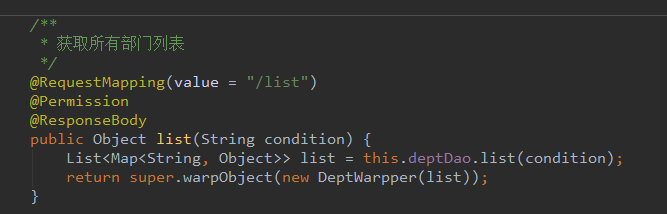 /**
 * 获取所有部门列表
 */
@RequestMapping(value = "/list")
@Permission
@ResponseBody
public Object list(String condition) {
    List<Map<String, Object>> list = this.deptDao.list(condition);
    return super.warpObject(new DeptWarpper(list));
}